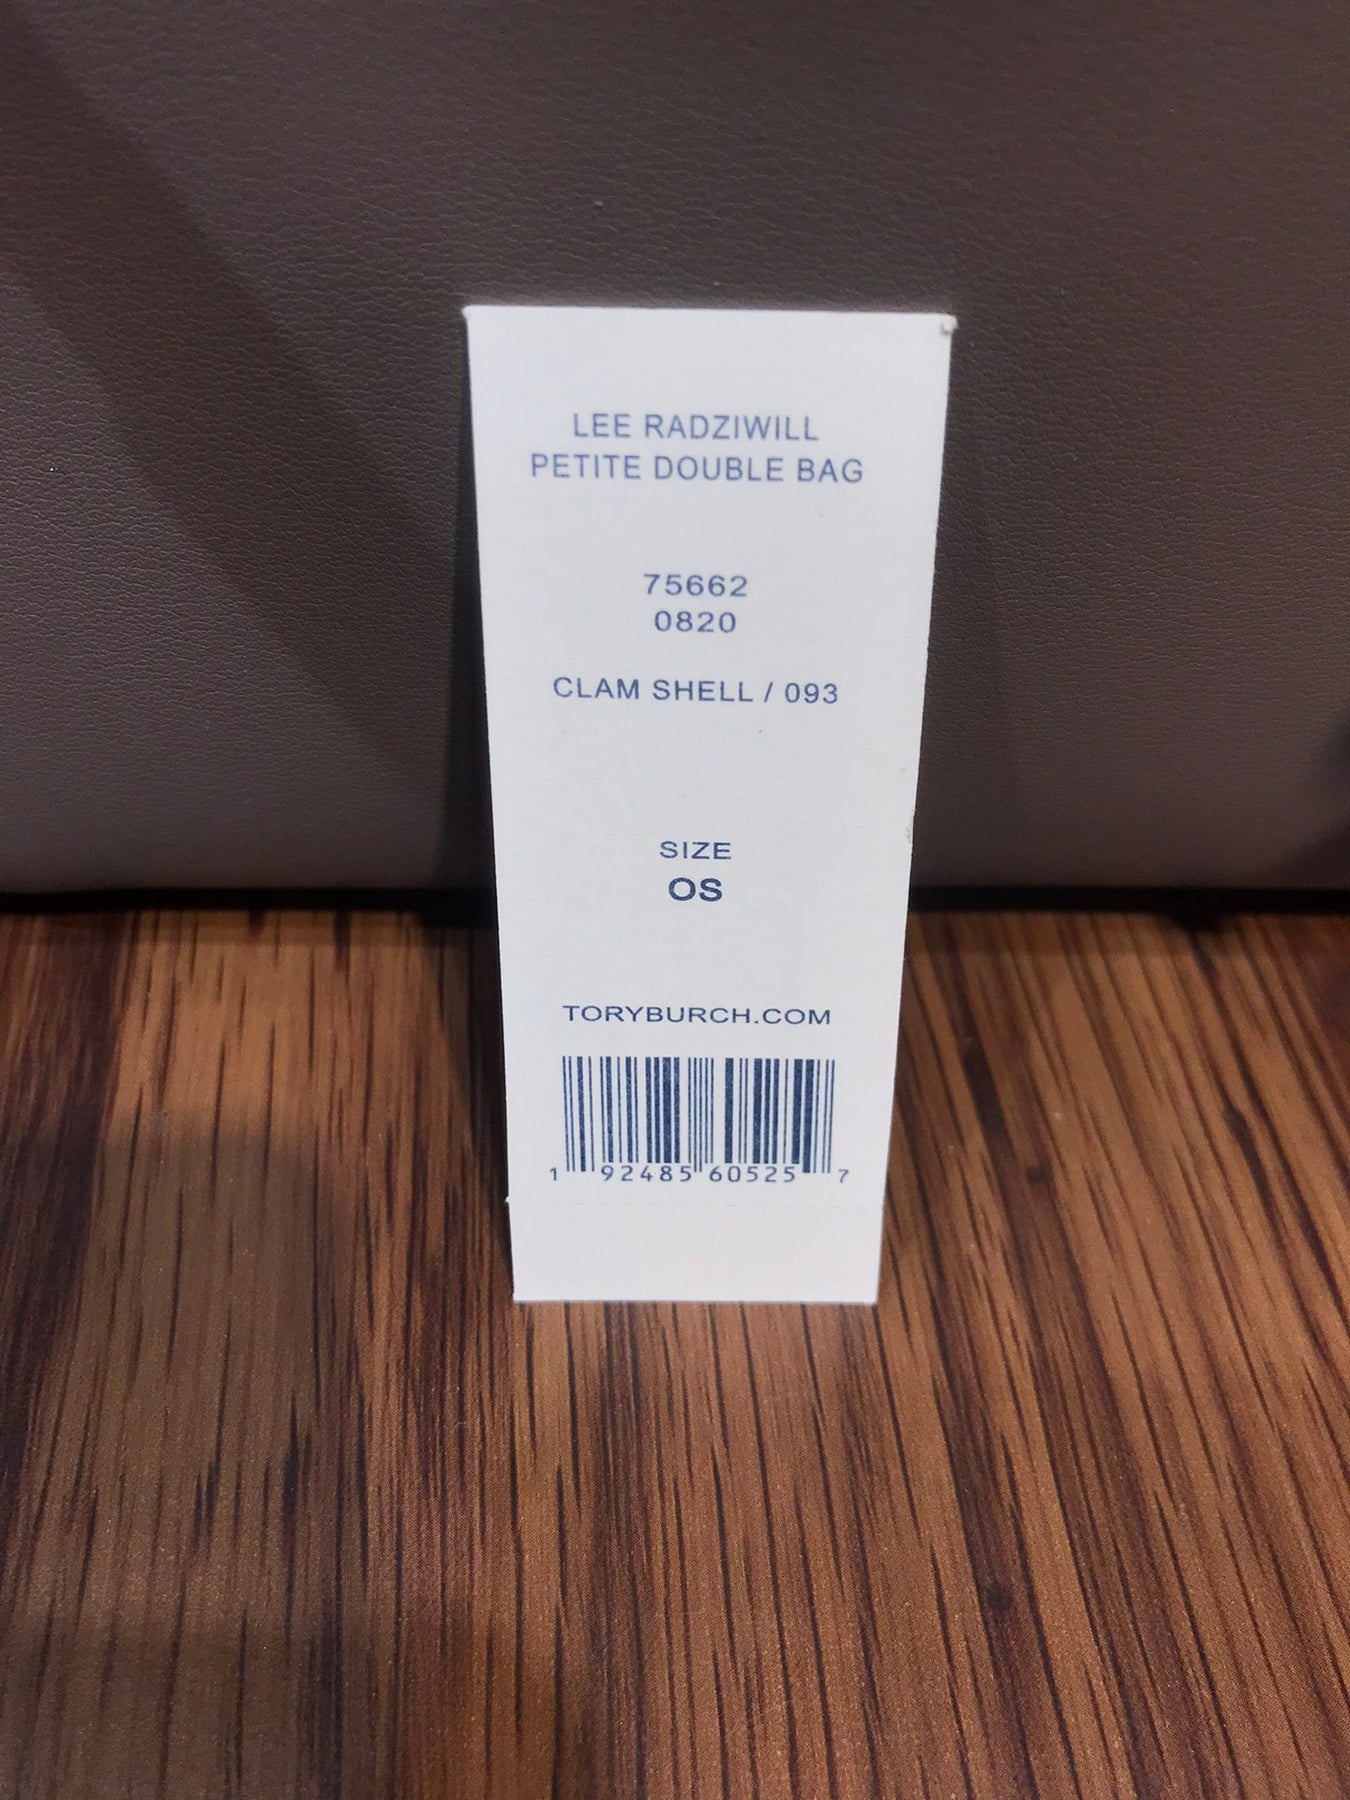 LEE RADZIWILL
PETITE DOUBLE BAG
75662
0820
CLAM SHELL / 093
SIZE
OS
TORYBURCH.COM
1 92485 60525 7